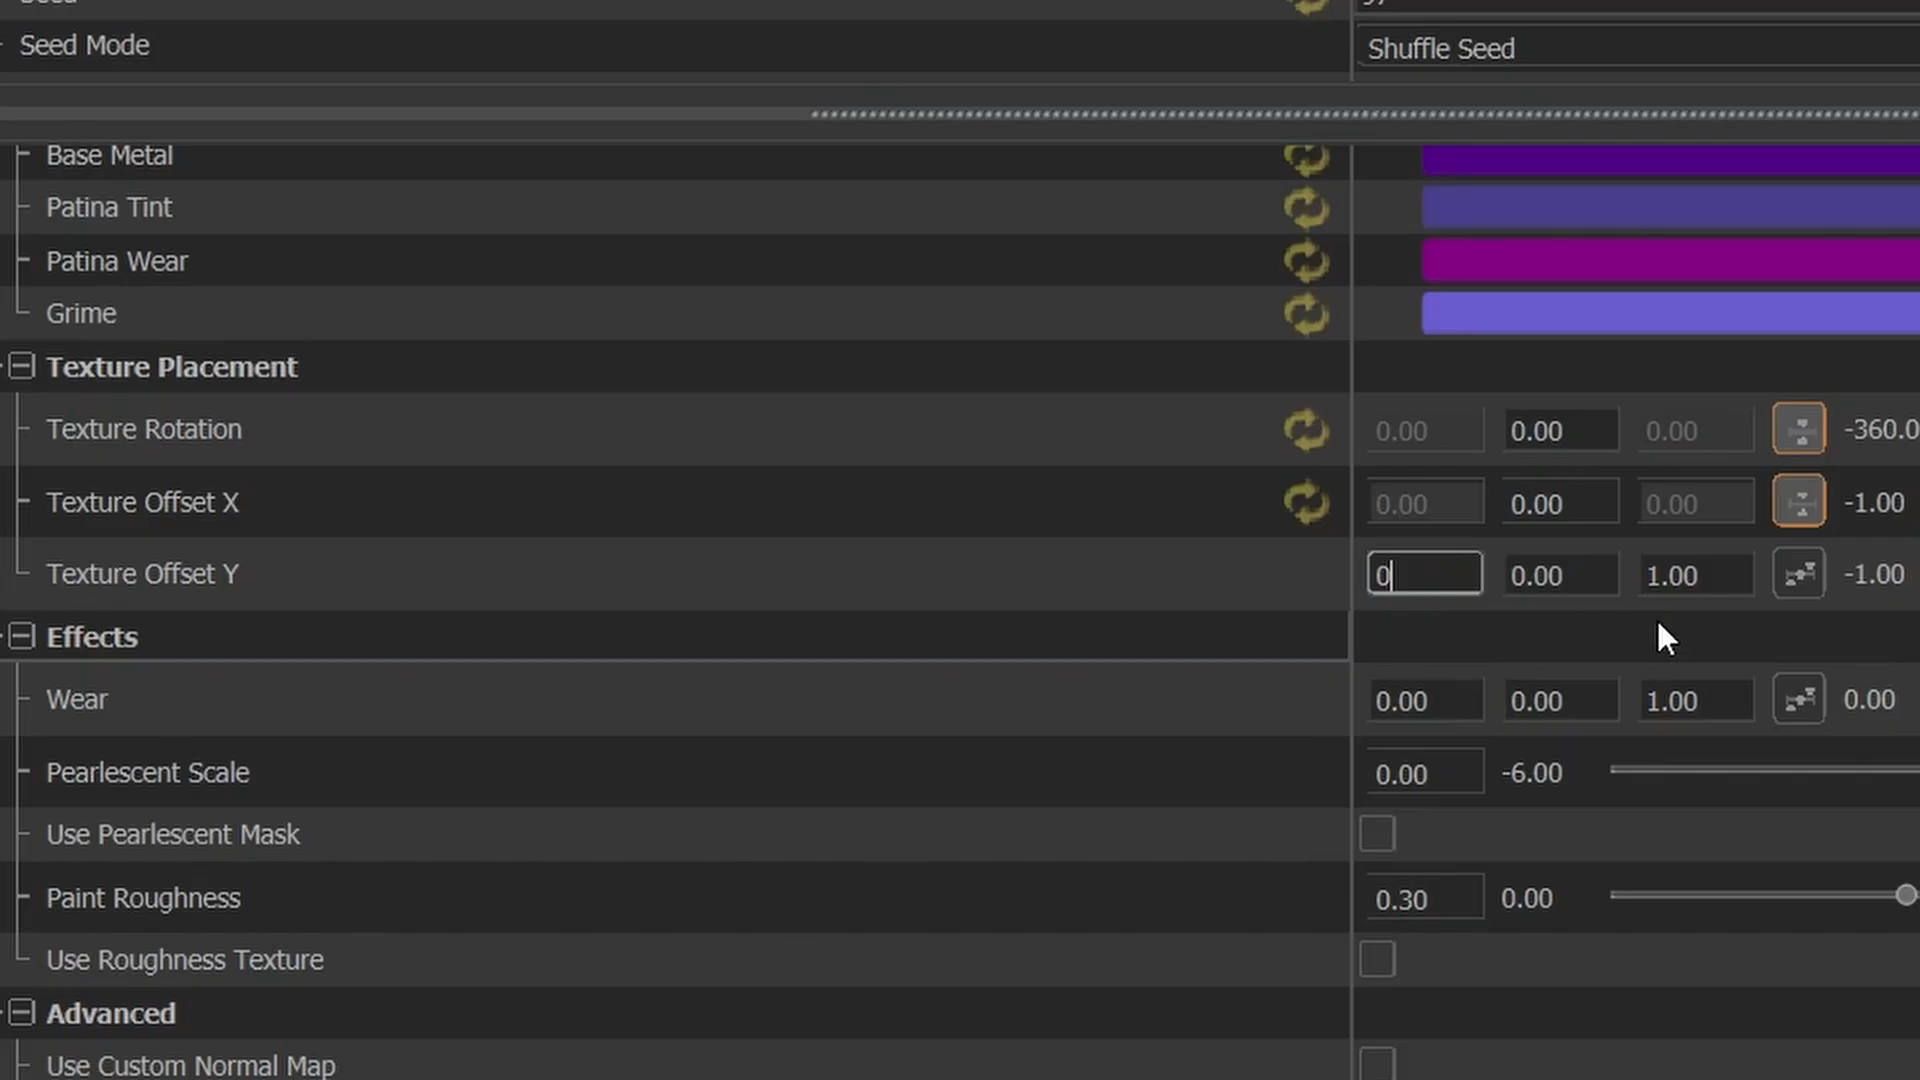 Seed Mode Shuffle Seed
Base Metal
Patina Tint
Patina Wear
Grime
Texture Placement
Texture Rotation 0.00 0.00 0.00 -360.0
Texture Offset X 0.00 0.00 0.00 -1.00
Texture Offset Y 0 0.00 1.00 -1.00
Effects
Wear 0.00 0.00 1.00 0.00
Pearlescent Scale 0.00 -6.00
Use Pearlescent Mask
Paint Roughness 0.30 0.00
Use Roughness Texture
Advanced
Use Custom Normal Map